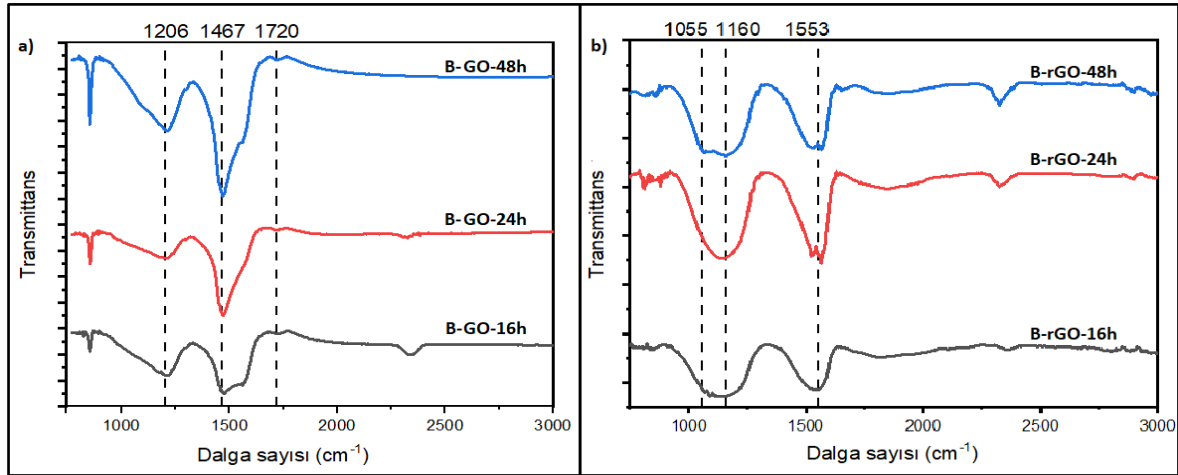 a)
1206 1467 1720
B-GO-48h
B-GO-24h
B-GO-16h
Transmittans
1000 1500 2000 2500 3000
Dalga sayısı (cm⁻¹)
b)
1055 1160 1553
B-rGO-48h
B-rGO-24h
B-rGO-16h
Transmittans
1000 1500 2000 2500 3000
Dalga sayısı (cm⁻¹)